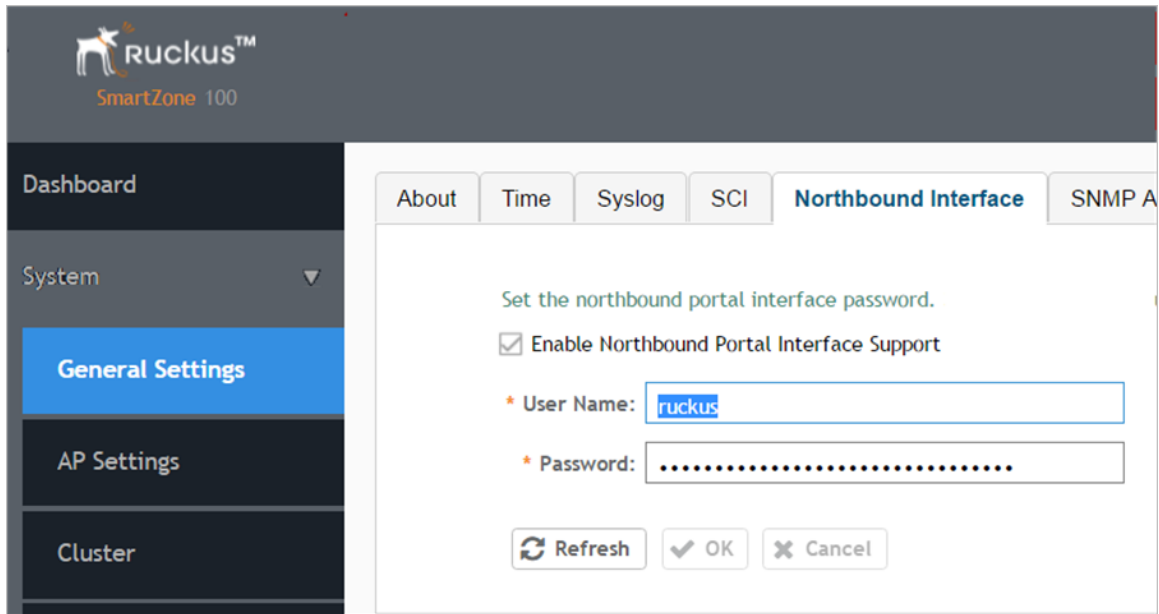 Ruckus™
SmartZone 100
Dashboard
System
General Settings
AP Settings
Cluster
About Time Syslog SCI Northbound Interface SNMP A
Set the northbound portal interface password.
Enable Northbound Portal Interface Support
* User Name: ruckus
* Password: ••••••••••••••••••••••••••••••••
Refresh OK Cancel